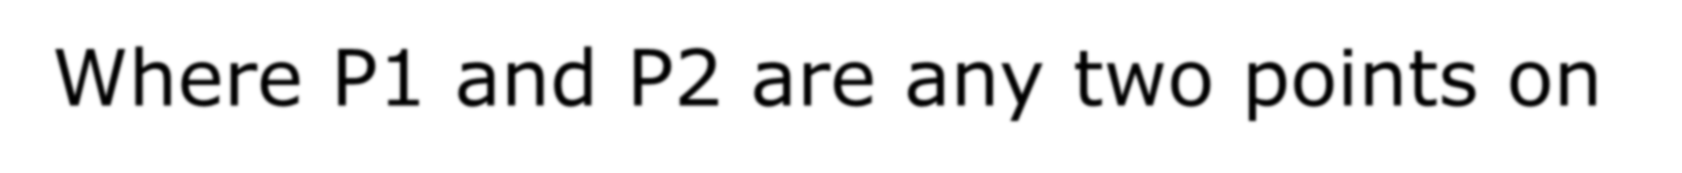 Where P1 and P2 are any two points on